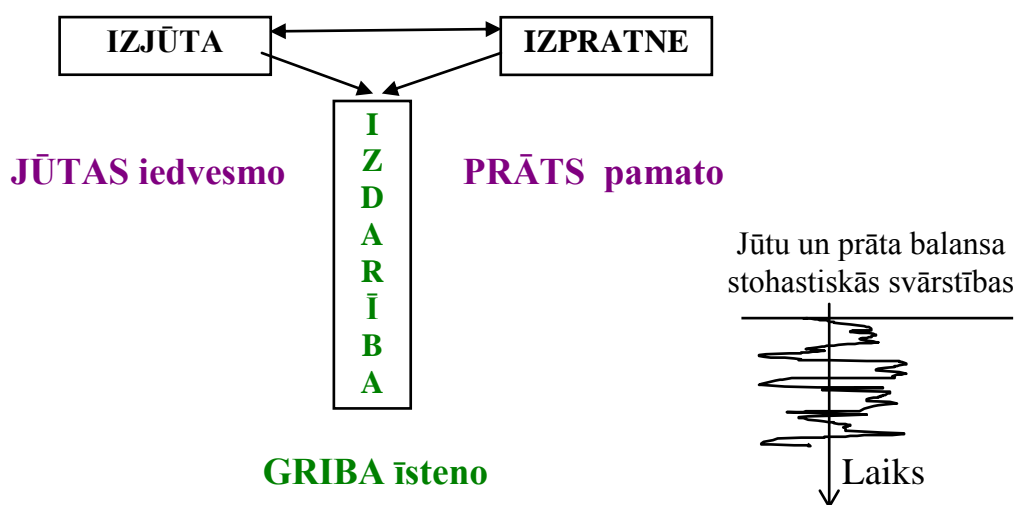 IZJŪTA
IZPRATNE
I
Z
D
A
R
Ī
B
A
JŪTAS iedvesmo
PRĀTS pamato
Jūtu un prāta balansa
stohastiskās svārstības
Laiks
GRIBA īsteno